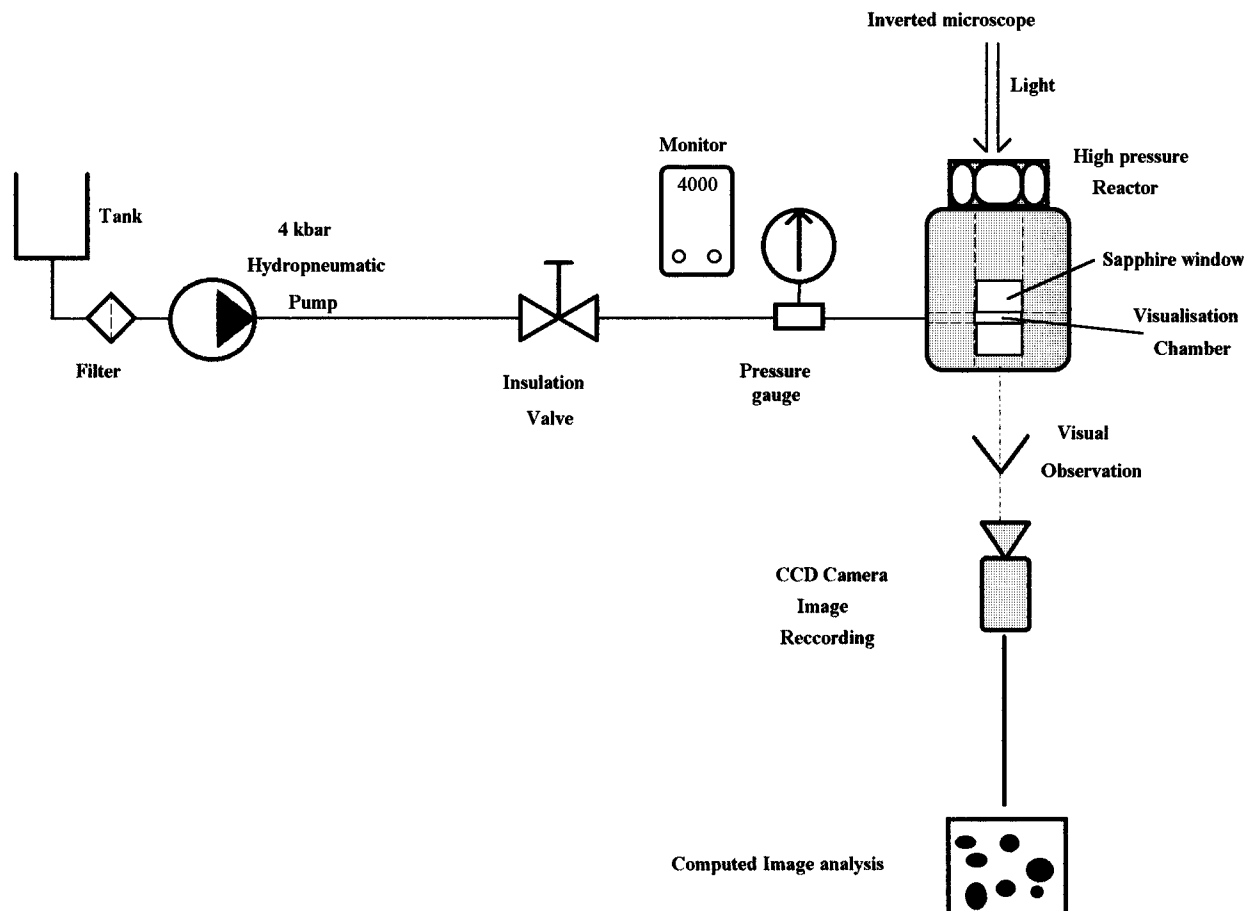 Inverted microscope
Light
Monitor
4000
High pressure
Reactor
Tank
4 kbar
Hydropneumatic
Pump
Sapphire window
Visualisation
Chamber
Filter
Insulation
Valve
Pressure
gauge
Visual
Observation
CCD Camera
Image
Reccording
Computed Image analysis